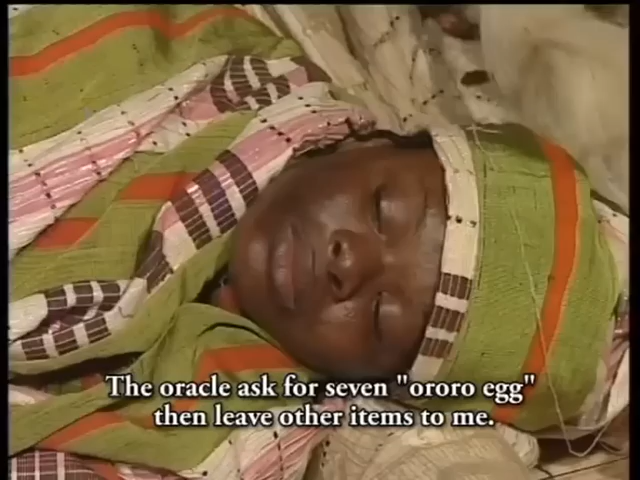 The oracle ask for seven "ororo egg"
then leave other items to me.